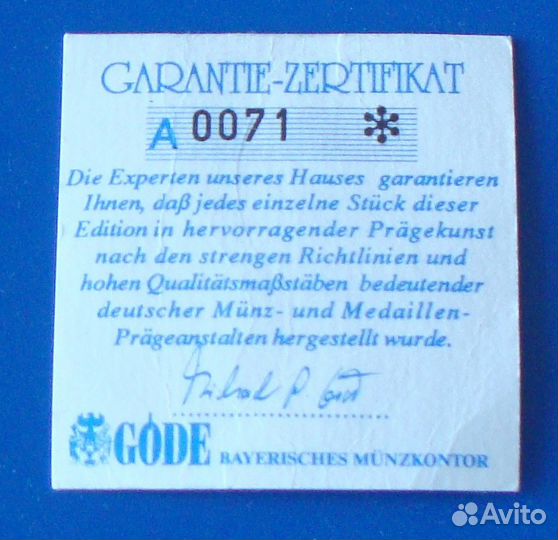 GARANTIE-ZERTIFIKAT
A 0071 *
Die Experten unseres Hauses garantieren
Ihnen, daß jedes einzelne Stück dieser
Edition in hervorragender Prägekunst
nach den strengen Richtlinien und
hohen Qualitätsmaßstäben bedeutender
deutscher Münz- und Medaillen-
Prägeanstalten hergestellt wurde.
GÖDE BAYERISCHES MÜNZKONTOR
Avito